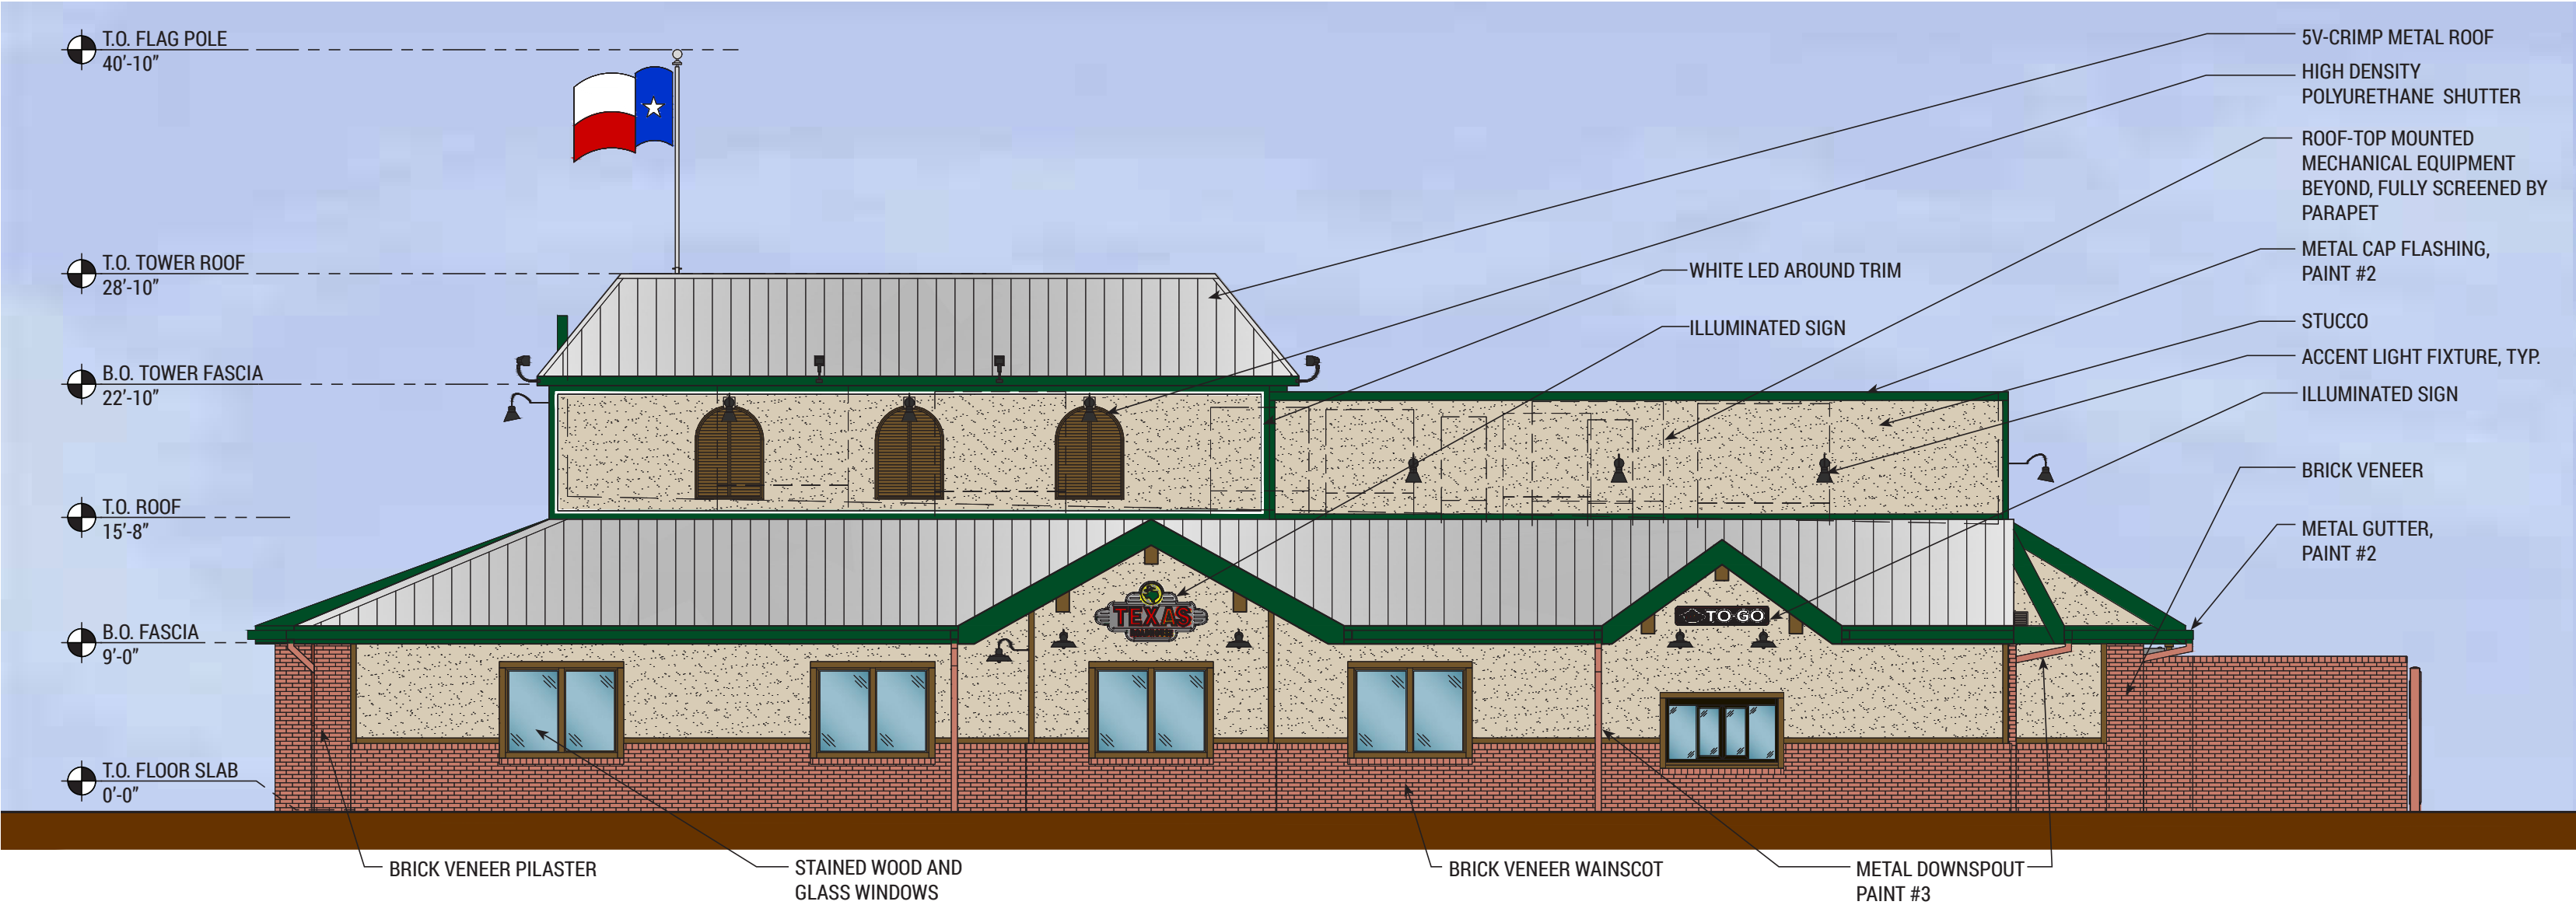 T.O. FLAG POLE
40'-10"
T.O. TOWER ROOF
28'-10"
B.O. TOWER FASCIA
22'-10"
T.O. ROOF
15'-8"
B.O. FASCIA
9'-0"
T.O. FLOOR SLAB
0'-0"
WHITE LED AROUND TRIM
ILLUMINATED SIGN
TEXAS
TO-GO
5V-CRIMP METAL ROOF
HIGH DENSITY
POLYURETHANE SHUTTER
ROOF-TOP MOUNTED
MECHANICAL EQUIPMENT
BEYOND, FULLY SCREENED BY
PARAPET
METAL CAP FLASHING,
PAINT #2
STUCCO
ACCENT LIGHT FIXTURE, TYP.
ILLUMINATED SIGN
BRICK VENEER
METAL GUTTER,
PAINT #2
BRICK VENEER PILASTER
STAINED WOOD AND
GLASS WINDOWS
BRICK VENEER WAINSCOT
METAL DOWNSPOUT
PAINT #3